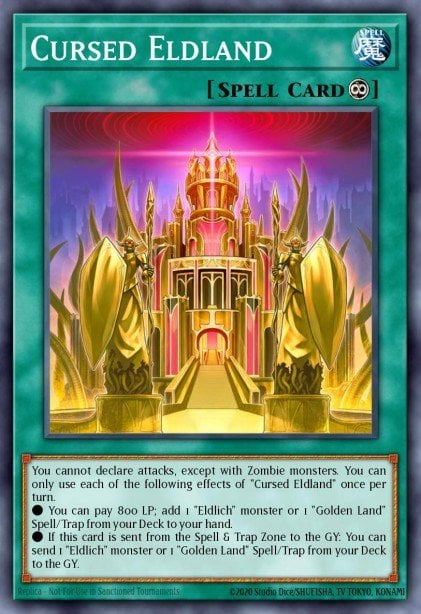 Cursed Eldland
SPELL
魔
[Spell Card]
You cannot declare attacks, except with Zombie monsters. You can
only use each of the following effects of "Cursed Eldland" once per
turn.
● You can pay 800 LP; add 1 "Eldlich" monster or 1 "Golden Land"
Spell/Trap from your Deck to your hand.
● If this card is sent from the Spell & Trap Zone to the GY: You can
send 1 "Eldlich" monster or 1 "Golden Land" Spell/Trap from your Deck
to the GY.
Replica - Not For Use in Sanctioned Tournaments
©2020 Studio Dice/SHUEISHA, TV TOKYO, KONAMI